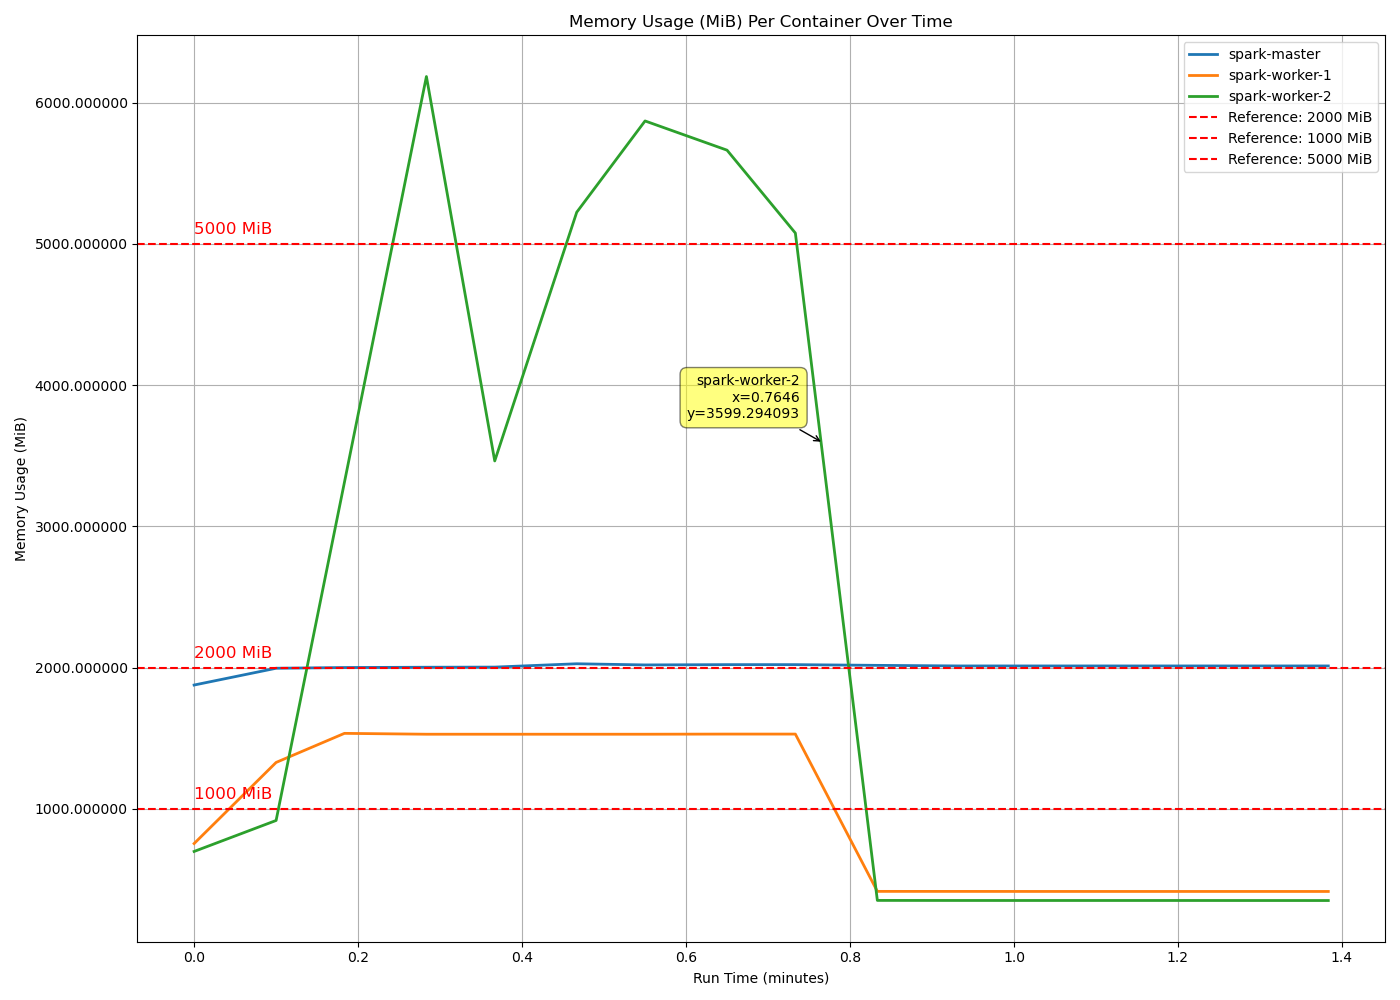 Memory Usage (MiB) Per Container Over Time
spark-master
spark-worker-1
spark-worker-2
Reference: 2000 MiB
Reference: 1000 MiB
Reference: 5000 MiB
6000.000000
5000.000000
4000.000000
3000.000000
2000.000000
1000.000000
Memory Usage (MiB)
5000 MiB
spark-worker-2
x=0.7646
y=3599.294093
2000 MiB
1000 MiB
0.0 0.2 0.4 0.6 0.8 1.0 1.2 1.4
Run Time (minutes)